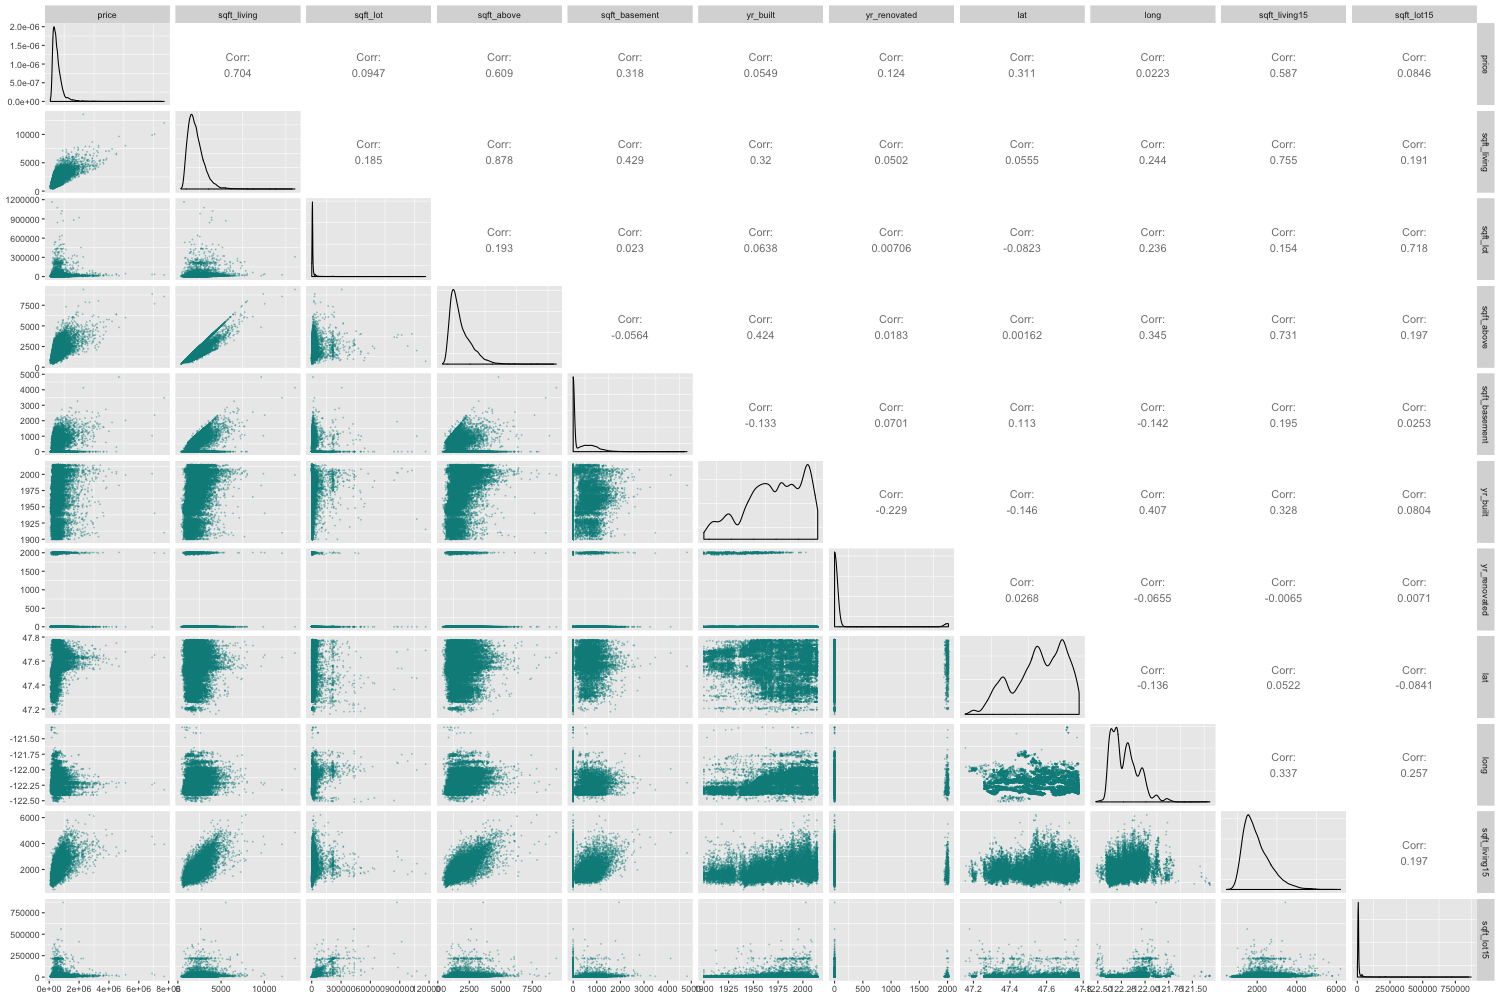 price sqft_living sqft_lot sqft_above sqft_basement yr_built yr_renovated lat long sqft_living15 sqft_lot15
2.0e-06
1.5e-06
1.0e-06
5.0e-07
0.0e+00
Corr: Corr: Corr: Corr: Corr: Corr: Corr: Corr: Corr: Corr:
0.704 0.0947 0.609 0.318 0.0549 0.124 0.311 0.0223 0.587 0.0846
price
10000
5000
0
Corr: Corr: Corr: Corr: Corr: Corr: Corr: Corr: Corr:
0.185 0.878 0.429 0.32 0.0502 0.0555 0.244 0.755 0.191
sqft_living
1200000
900000
600000
300000
0
Corr: Corr: Corr: Corr: Corr: Corr: Corr: Corr:
0.193 0.023 0.0638 0.00706 -0.0823 0.236 0.154 0.718
sqft_lot
7500
5000
2500
0
Corr: Corr: Corr: Corr: Corr: Corr: Corr:
-0.0564 0.424 0.0183 0.00162 0.345 0.731 0.197
sqft_above
5000
4000
3000
2000
1000
0
Corr: Corr: Corr: Corr: Corr: Corr:
-0.133 0.0701 0.113 -0.142 0.195 0.0253
sqft_basement
2000
1975
1950
1925
1900
Corr: Corr: Corr: Corr: Corr:
-0.229 -0.146 0.407 0.328 0.0804
yr_built
2000
1500
1000
500
0
Corr: Corr: Corr: Corr:
0.0268 -0.0655 -0.0065 0.0071
yr_renovated
47.8
47.6
47.4
47.2
Corr: Corr: Corr:
-0.136 0.0522 -0.0841
lat
-121.50
-121.75
-122.00
-122.25
-122.50
Corr: Corr:
0.337 0.257
long
6000
4000
2000
Corr:
0.197
sqft_living15
750000
500000
250000
0
sqft_lot15
0e+00 2e+06 4e+06 6e+06 5000 10000 0 2500 5000 7500 0 1000 2000 3000 4000 1925 1950 1975 2000 0 500 1000 1500 2000 47.2 47.4 47.6 2000 4000 6000 0 250000 500000 750000